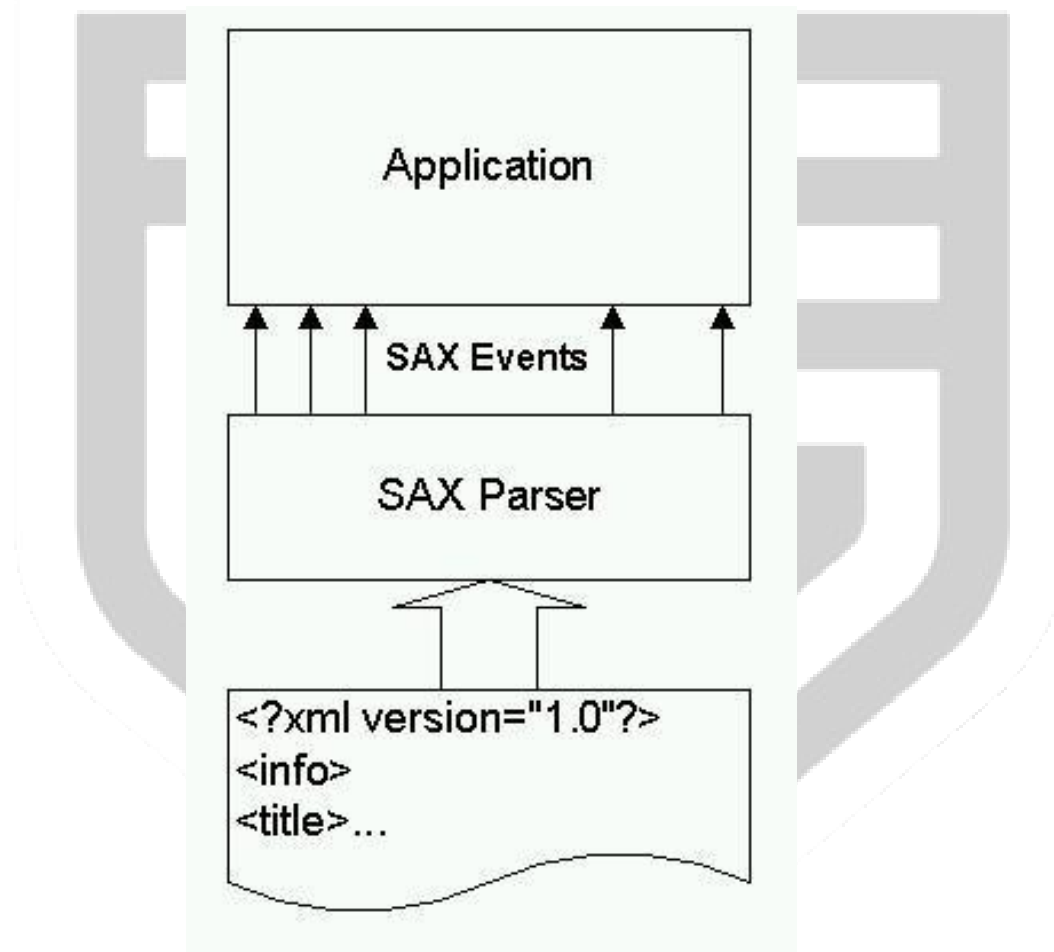 Application
SAX Events
SAX Parser
<?xml version="1.0"?>
<info>
<title>...